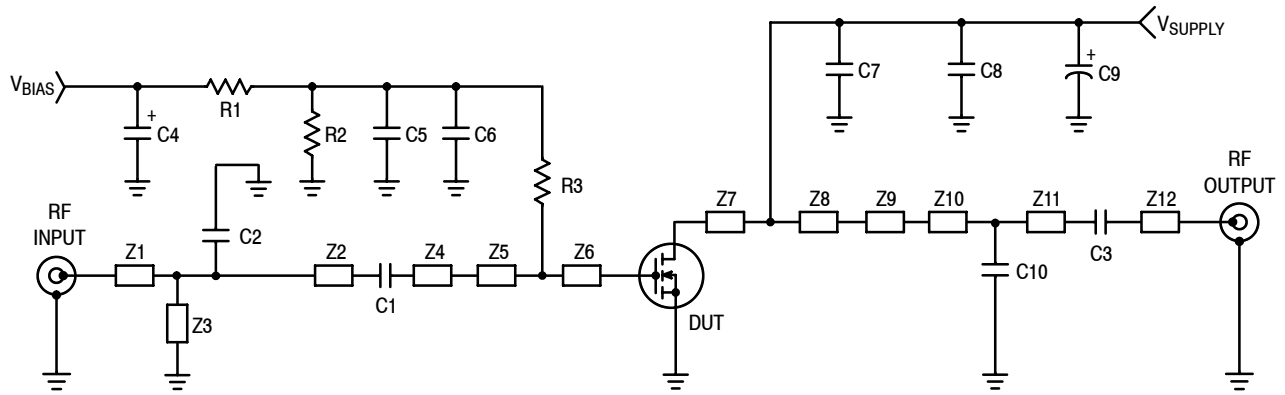 VSUPPLY
C7
C8
+
C9
VBIAS
+
C4
R1
R2
C5
C6
R3
C2
RF
INPUT
Z1
Z3
Z2
C1
Z4
Z5
Z6
DUT
Z7
Z8
Z9
Z10
C10
Z11
C3
Z12
RF
OUTPUT